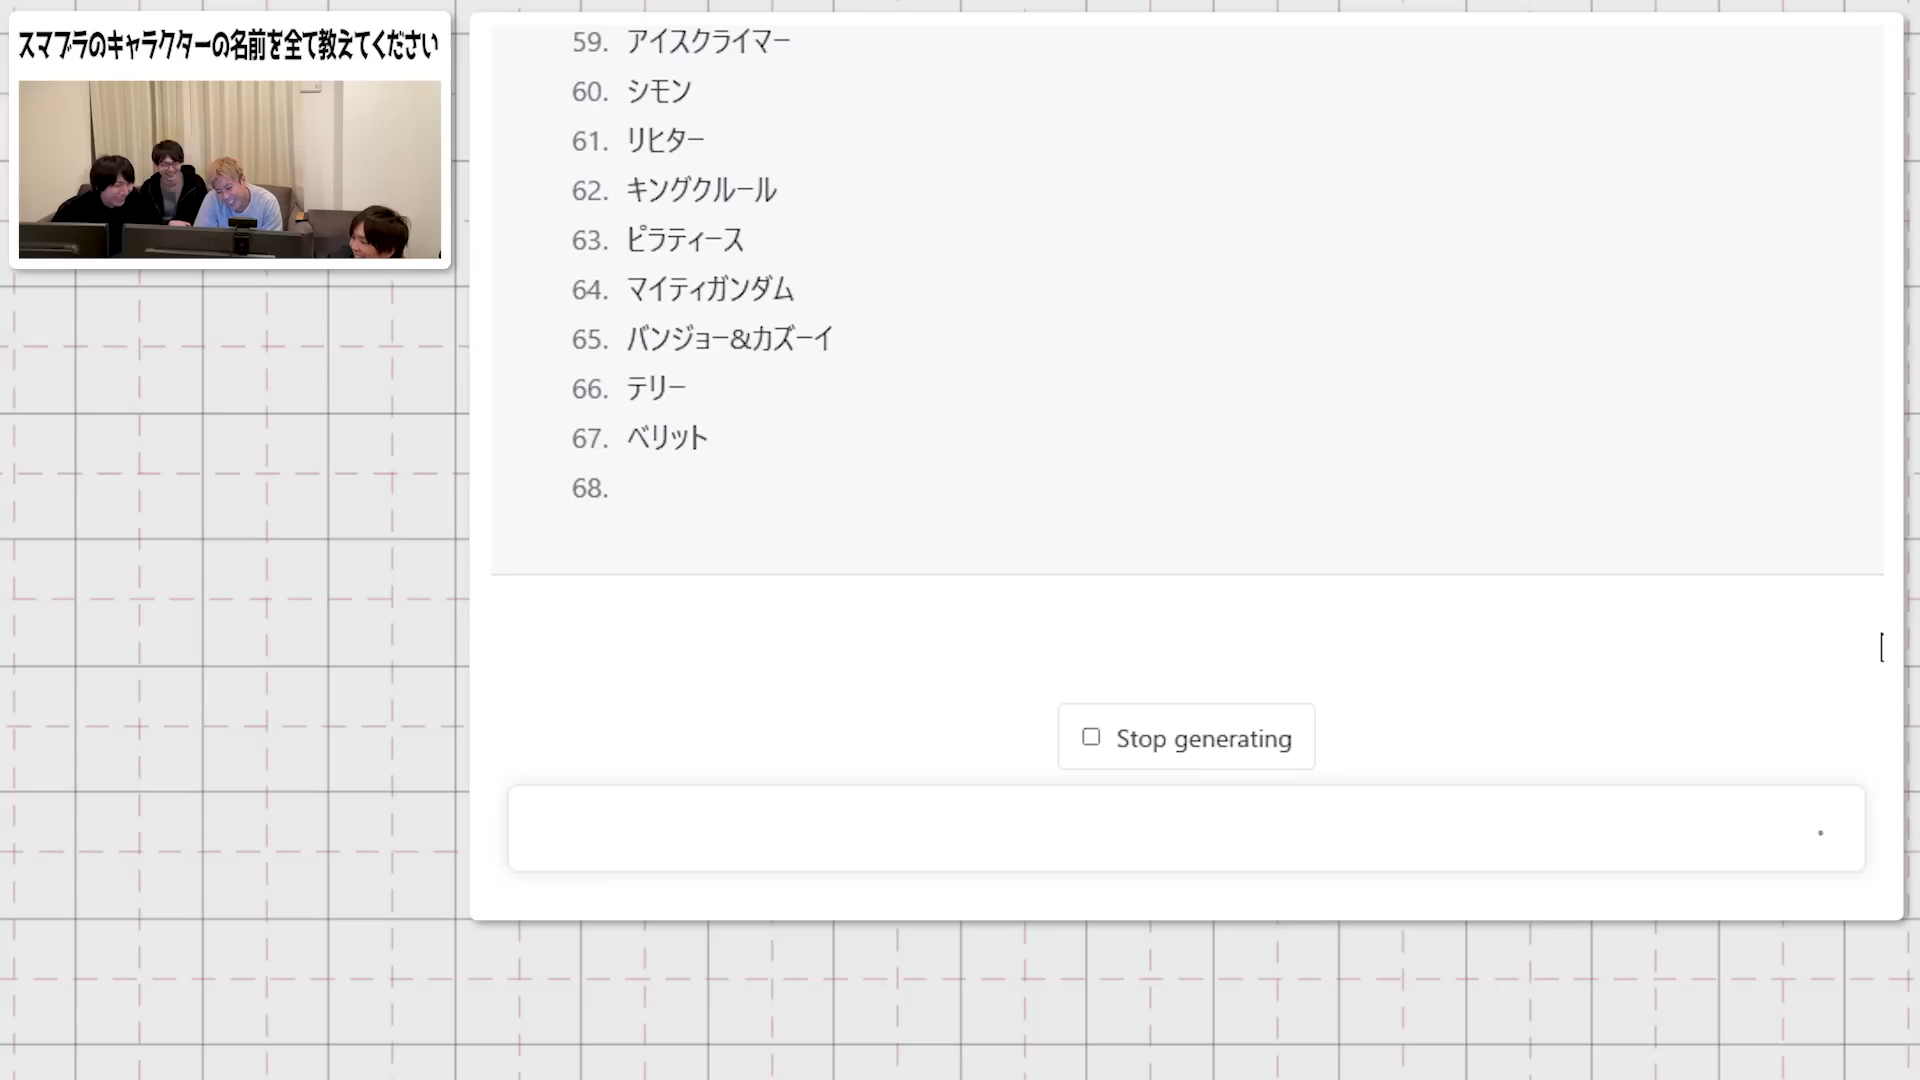 スマブラのキャラクターの名前を全て教えてください
59. アイスクライマー
60. シモン
61. リヒター
62. キングクルール
63. ピラティース
64. マイティガンダム
65. バンジョー&カズーイ
66. テリー
67. ベリット
68.
Stop generating